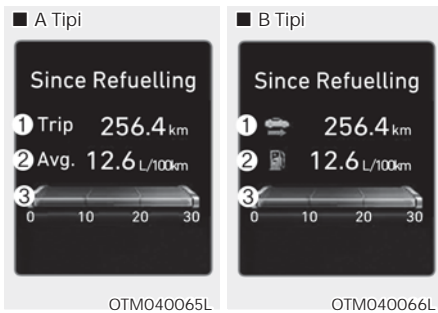 ■ A Tipi
Since Refuelling
① Trip 256.4 km
② Avg. 12.6 L/100km
③
0 10 20 30
OTM040065L
■ B Tipi
Since Refuelling
① 256.4 km
② 12.6 L/100km
③
0 10 20 30
OTM040066L